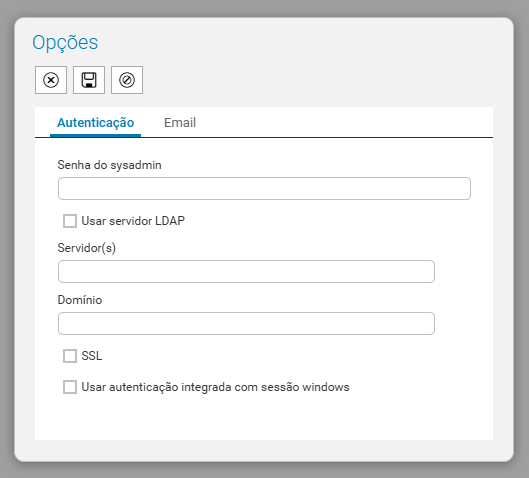 Opções
Autenticação Email
Senha do sysadmin
Usar servidor LDAP
Servidor(s)
Domínio
SSL
Usar autenticação integrada com sessão windows